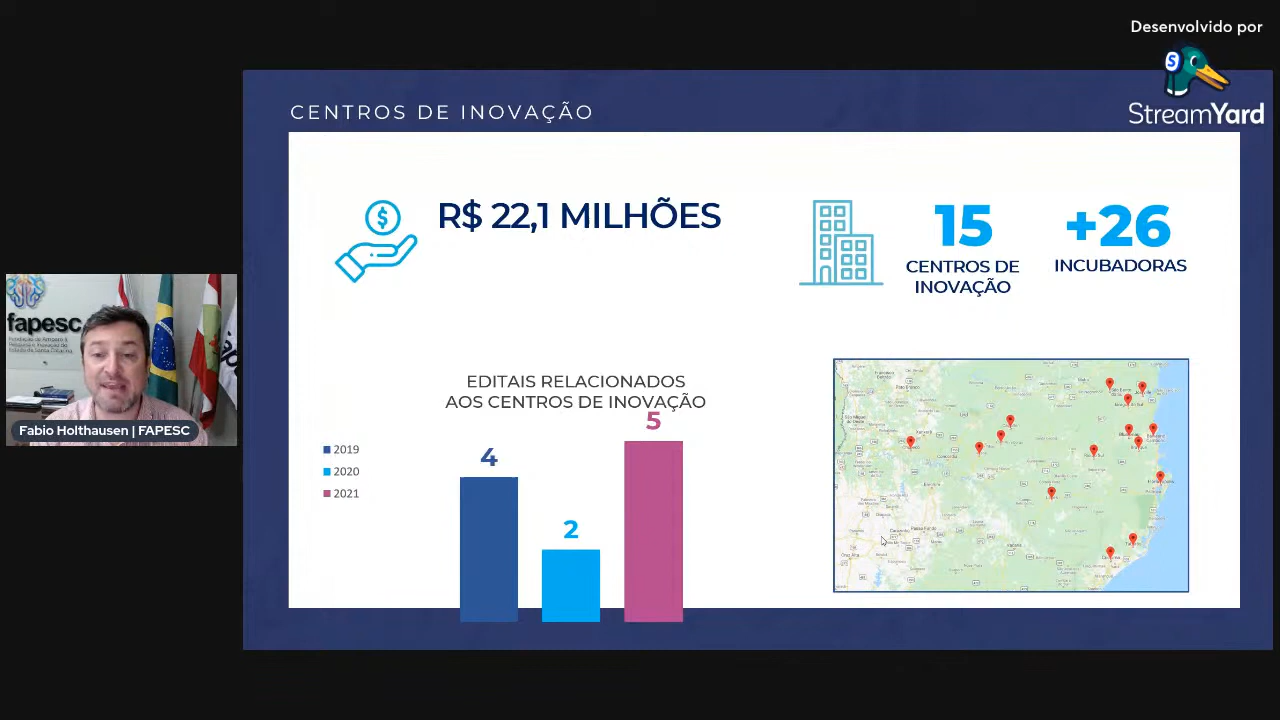 Desenvolvido por
StreamYard
CENTROS DE INOVAÇÃO
R$ 22,1 MILHÕES
15
CENTROS DE
INOVAÇÃO
+26
INCUBADORAS
fapesc
Fabio Holthausen | FAPESC
EDITAIS RELACIONADOS
AOS CENTROS DE INOVAÇÃO
2019
2020
2021
4
2
5